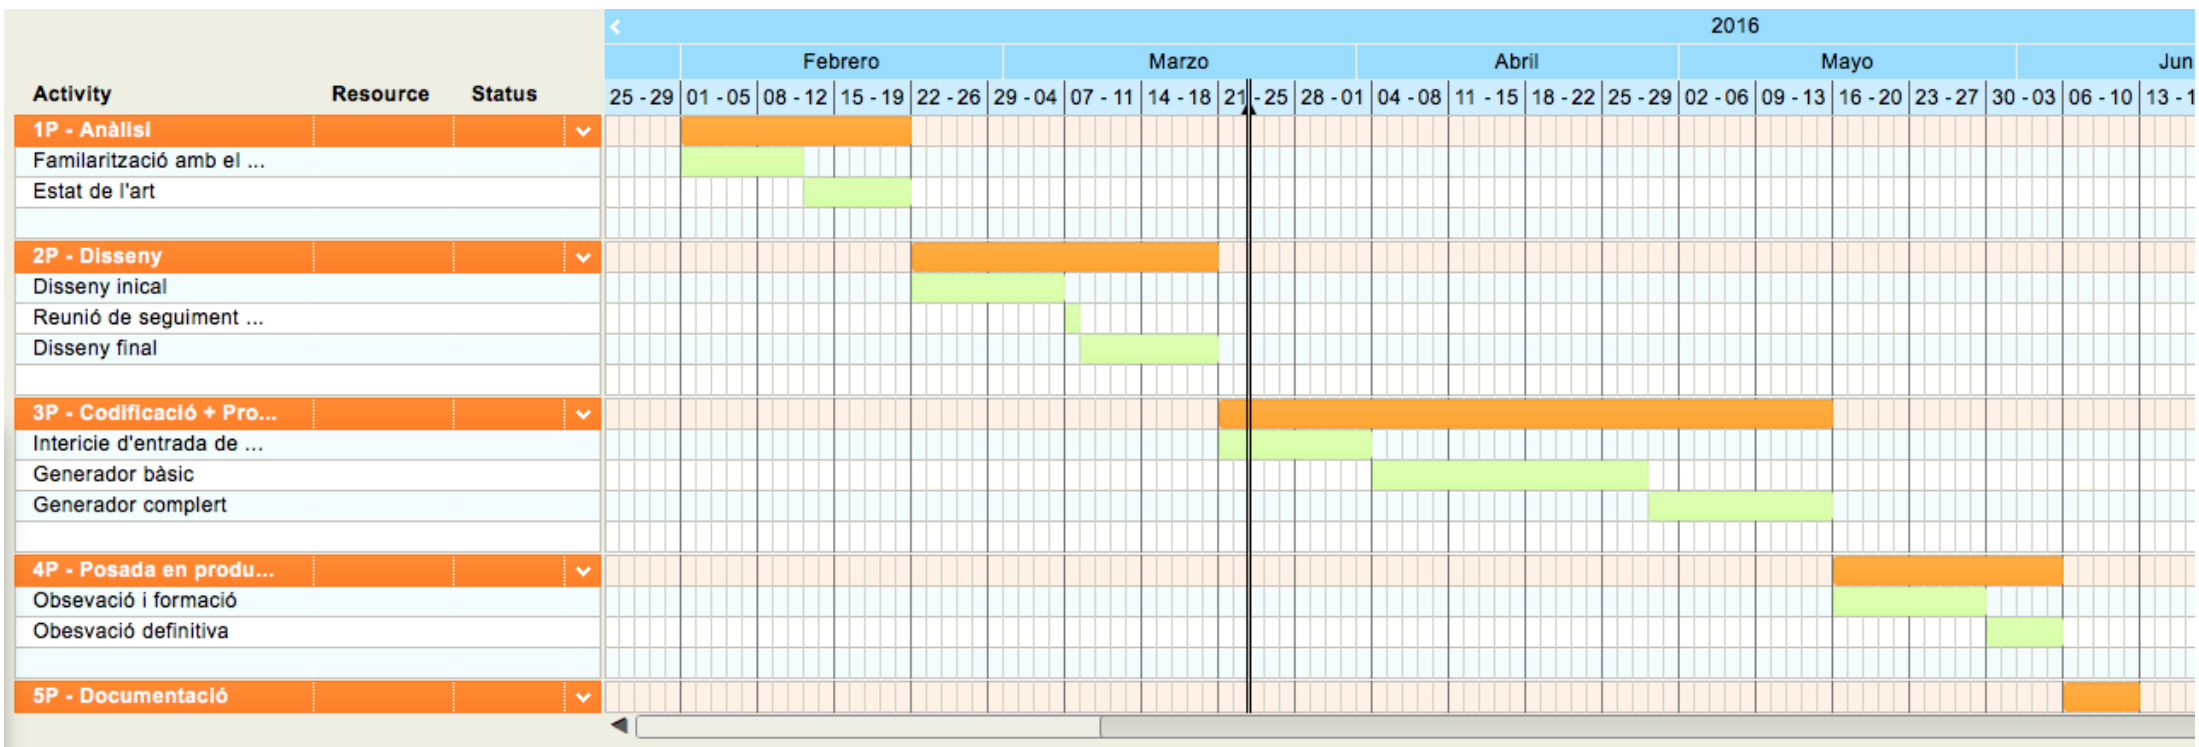 2016
Febrero Marzo Abril Mayo Jun
Activity Resource Status 25 - 29 01 - 05 08 - 12 15 - 19 22 - 26 29 - 04 07 - 11 14 - 18 21 - 25 28 - 01 04 - 08 11 - 15 18 - 22 25 - 29 02 - 06 09 - 13 16 - 20 23 - 27 30 - 03 06 - 10 13 - 1
1P - Anàlisi
Familarització amb el ...
Estat de l'art
2P - Disseny
Disseny inical
Reunió de seguiment ...
Disseny final
3P - Codificació + Pro...
Intericie d'entrada de ...
Generador bàsic
Generador complert
4P - Posada en produ...
Obsevació i formació
Obesvació definitiva
5P - Documentació